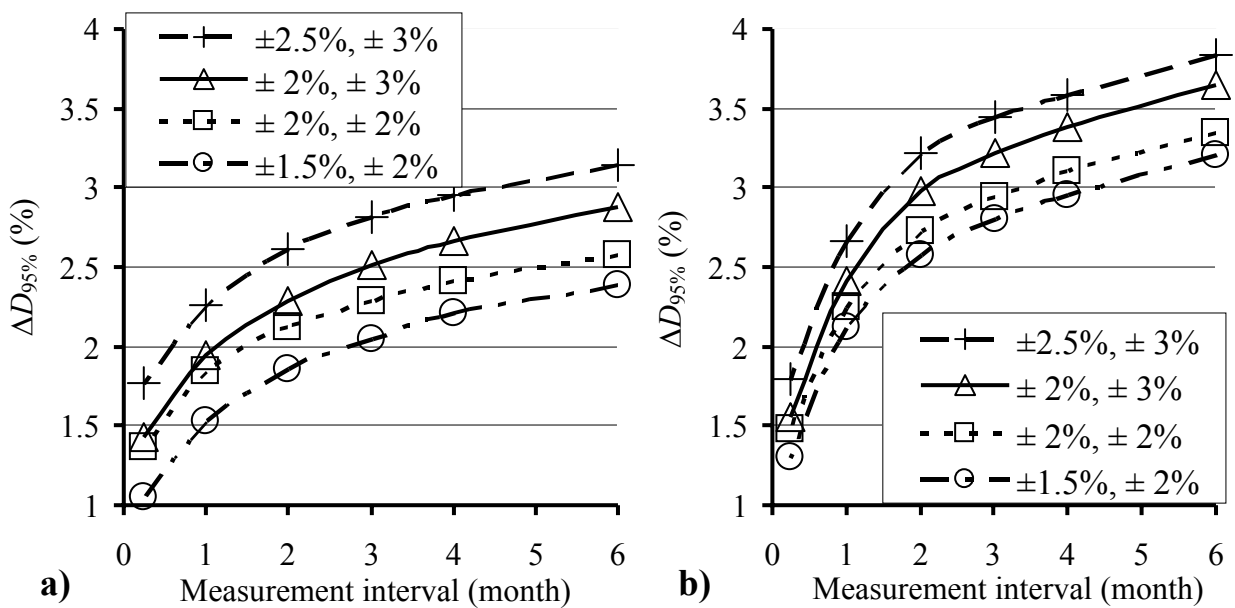 4
3.5
3
2.5
2
1.5
1
ΔD95% (%)
±2.5%, ± 3%
± 2%, ± 3%
± 2%, ± 2%
±1.5%, ± 2%
0 1 2 3 4 5 6
Measurement interval (month)
a)
4
3.5
3
2.5
2
1.5
1
ΔD95% (%)
±2.5%, ± 3%
± 2%, ± 3%
± 2%, ± 2%
±1.5%, ± 2%
0 1 2 3 4 5 6
Measurement interval (month)
b)